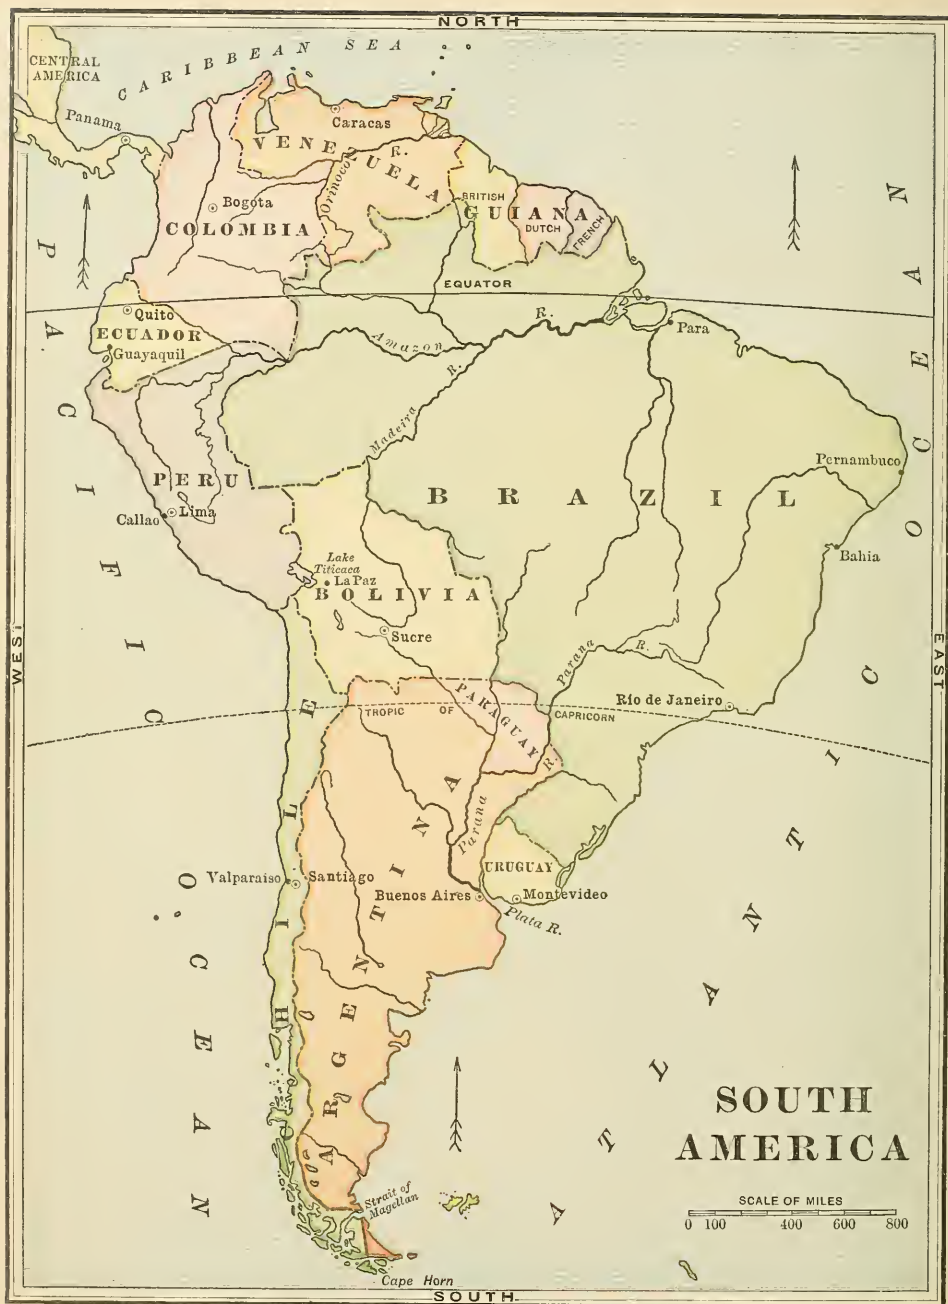 NORTH
CARIBBEAN SEA
CENTRAL
AMERICA
Panama
Caracas
VENEZUELA
Orinoco R.
Bogota
COLOMBIA
BRITISH
GUIANA
DUTCH
FRENCH
EQUATOR
Quito
ECUADOR
Guayaquil
Amazon R.
Para
Madeira R.
PERU
Callao
Lima
BRAZIL
Pernambuco
Bahia
Lake
Titicaca
La Paz
BOLIVIA
Sucre
Parana R.
Rio de Janeiro
TROPIC OF CAPRICORN
PARAGUAY
Parana R.
CHILE
ARGENTINA
Valparaiso
Santiago
URUGUAY
Buenos Aires
Montevideo
Plata R.
PACIFIC OCEAN
ATLANTIC OCEAN
WEST
EAST
SOUTH
AMERICA
SCALE OF MILES
0 100 400 600 800
Strait of
Magellan
Cape Horn
SOUTH